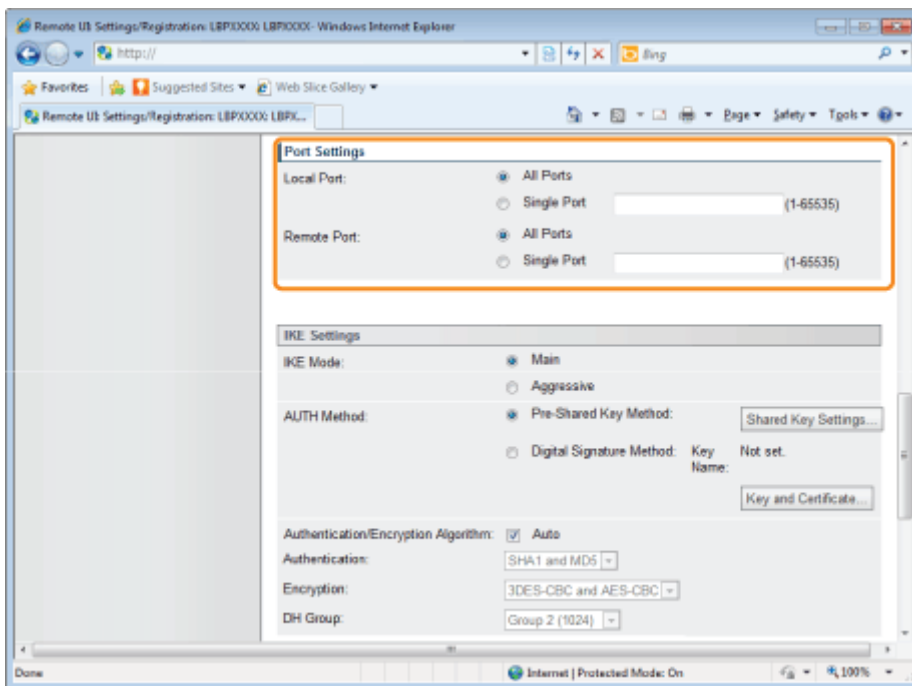 Remote UI: Settings/Registration: LBPXXXX: LBPXXXX - Windows Internet Explorer
http://
Bing
Favorites Suggested Sites Web Slice Gallery
Remote UI: Settings/Registration: LBPXXXX: LBPX... Page Safety Tools
Port Settings
Local Port: All Ports
Single Port (1-65535)
Remote Port: All Ports
Single Port (1-65535)
IKE Settings
IKE Mode: Main
Aggressive
AUTH Method: Pre-Shared Key Method: Shared Key Settings...
Digital Signature Method: Key Name: Not set.
Key and Certificate...
Authentication/Encryption Algorithm: Auto
Authentication: SHA1 and MD5
Encryption: 3DES-CBC and AES-CBC
DH Group: Group 2 (1024)
Done Internet | Protected Mode: On 100%